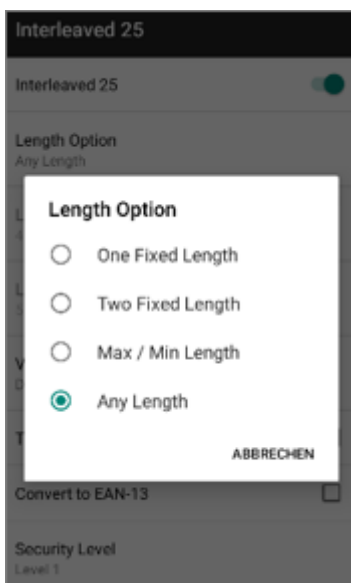 Interleaved 25
Interleaved 25
Length Option
Any Length
Length Option
One Fixed Length
Two Fixed Length
Max / Min Length
Any Length
ABBRECHEN
Convert to EAN-13
Security Level
Level 1